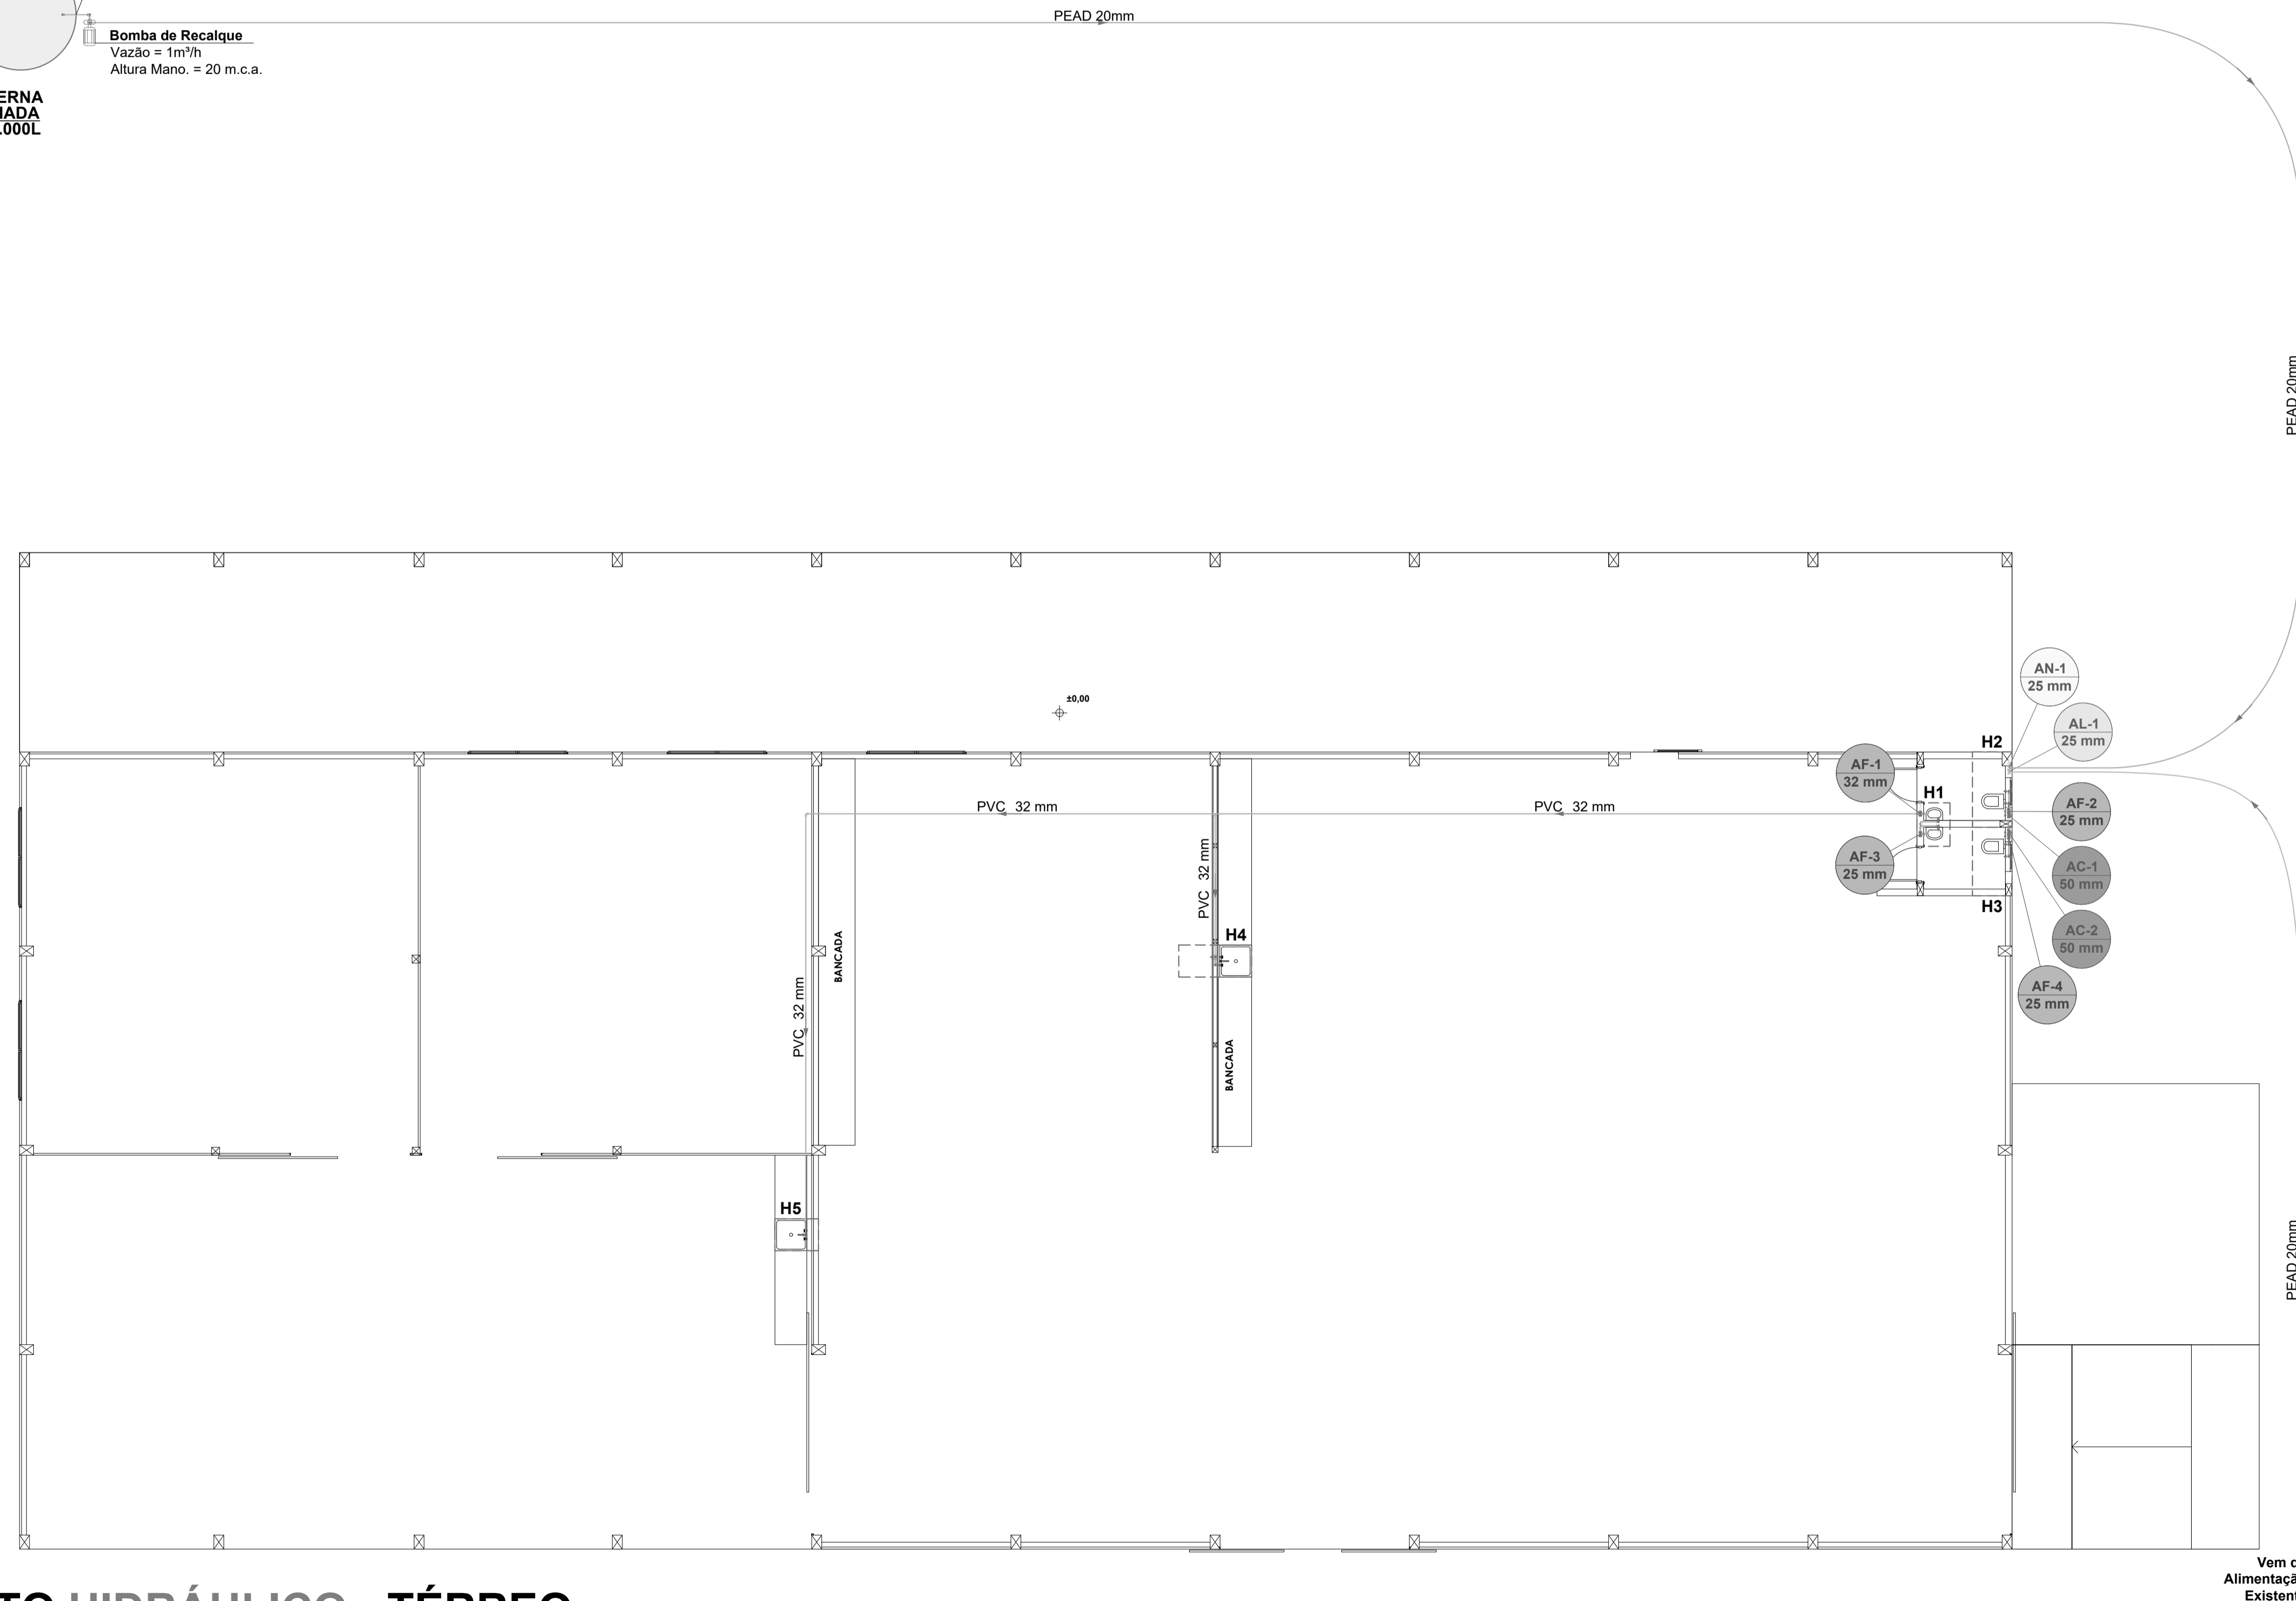 PEAD 20mm
Bomba de Recalque
Vazão = 1m³/h
Altura Mano. = 20 m.c.a.
ERNA
.000L
PEAD 20mm
±0,00
AN-1
25 mm
AL-1
25 mm
H2
AF-1
32 mm
H1
AF-2
25 mm
PVC 32 mm
PVC 32 mm
PVC 32 mm
AF-3
25 mm
AC-1
50 mm
H3
H4
AC-2
50 mm
BANCADA
PVC 32 mm
AF-4
25 mm
BANCADA
H5
PEAD 20mm
Vem
Alimentaçã
Existent
TO HIDRÁULICO TÉRREO